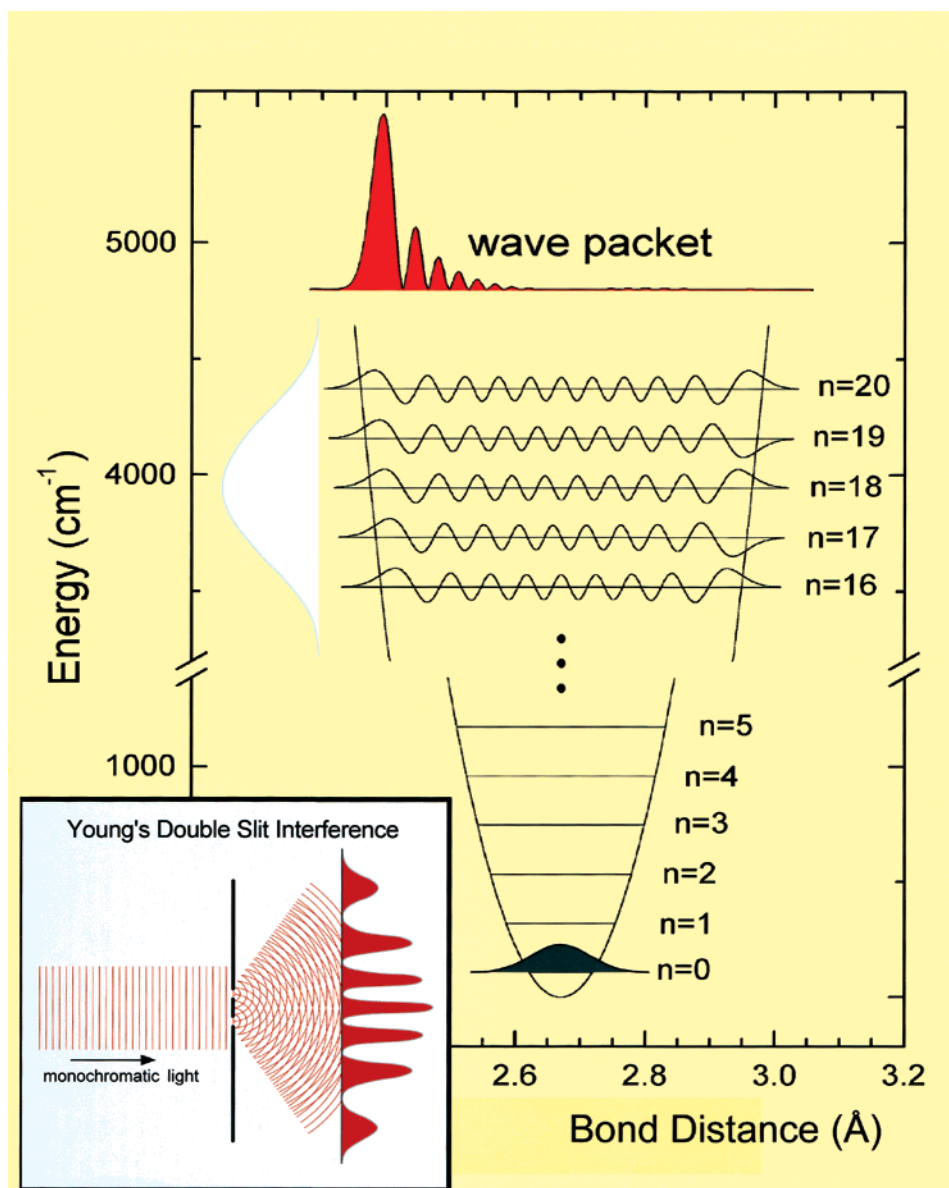 5000
wave packet
n=20
n=19
4000
n=18
n=17
n=16
Energy (cm-1)
n=5
1000
n=4
n=3
n=2
n=1
n=0
Young's Double Slit Interference
monochromatic light
2.6 2.8 3.0 3.2
Bond Distance (Å)